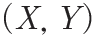 (X, Y)